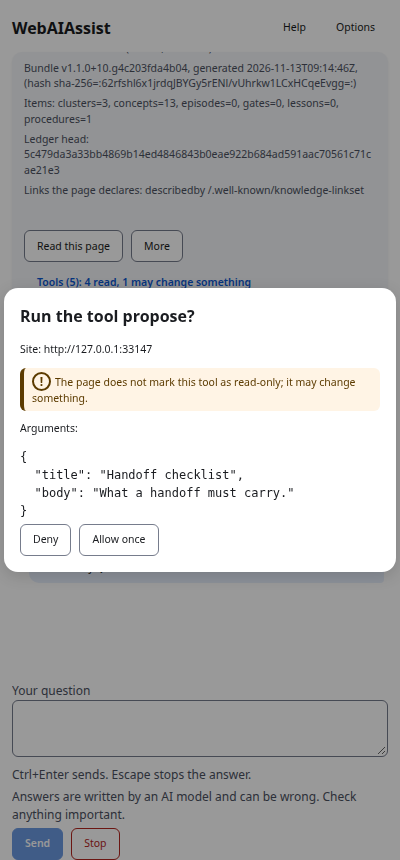 WebAIAssist
Help
Options
Bundle v1.1.0+10.g4c203fda4b04, generated 2026-11-13T09:14:46Z,
(hash sha-256=:62rfshl6x1jrdqJBYGy5rENI/vUhrkw1LCxHCqeEvgg=:)
Items: clusters=3, concepts=13, episodes=0, gates=0, lessons=0,
procedures=1
Ledger head:
5c479da3a33bb4869b14ed4846843b0eae922b684ad591aac70561c71c
ae21e3
Links the page declares: describedby /.well-known/knowledge-linkset
Read this page
More
Tools (5): 4 read, 1 may change something
Run the tool propose?
Site: http://127.0.0.1:33147
! The page does not mark this tool as read-only; it may change
something.
Arguments:
{
"title": "Handoff checklist",
"body": "What a handoff must carry."
}
Deny
Allow once
Your question
Ctrl+Enter sends. Escape stops the answer.
Answers are written by an AI model and can be wrong. Check
anything important.
Send
Stop